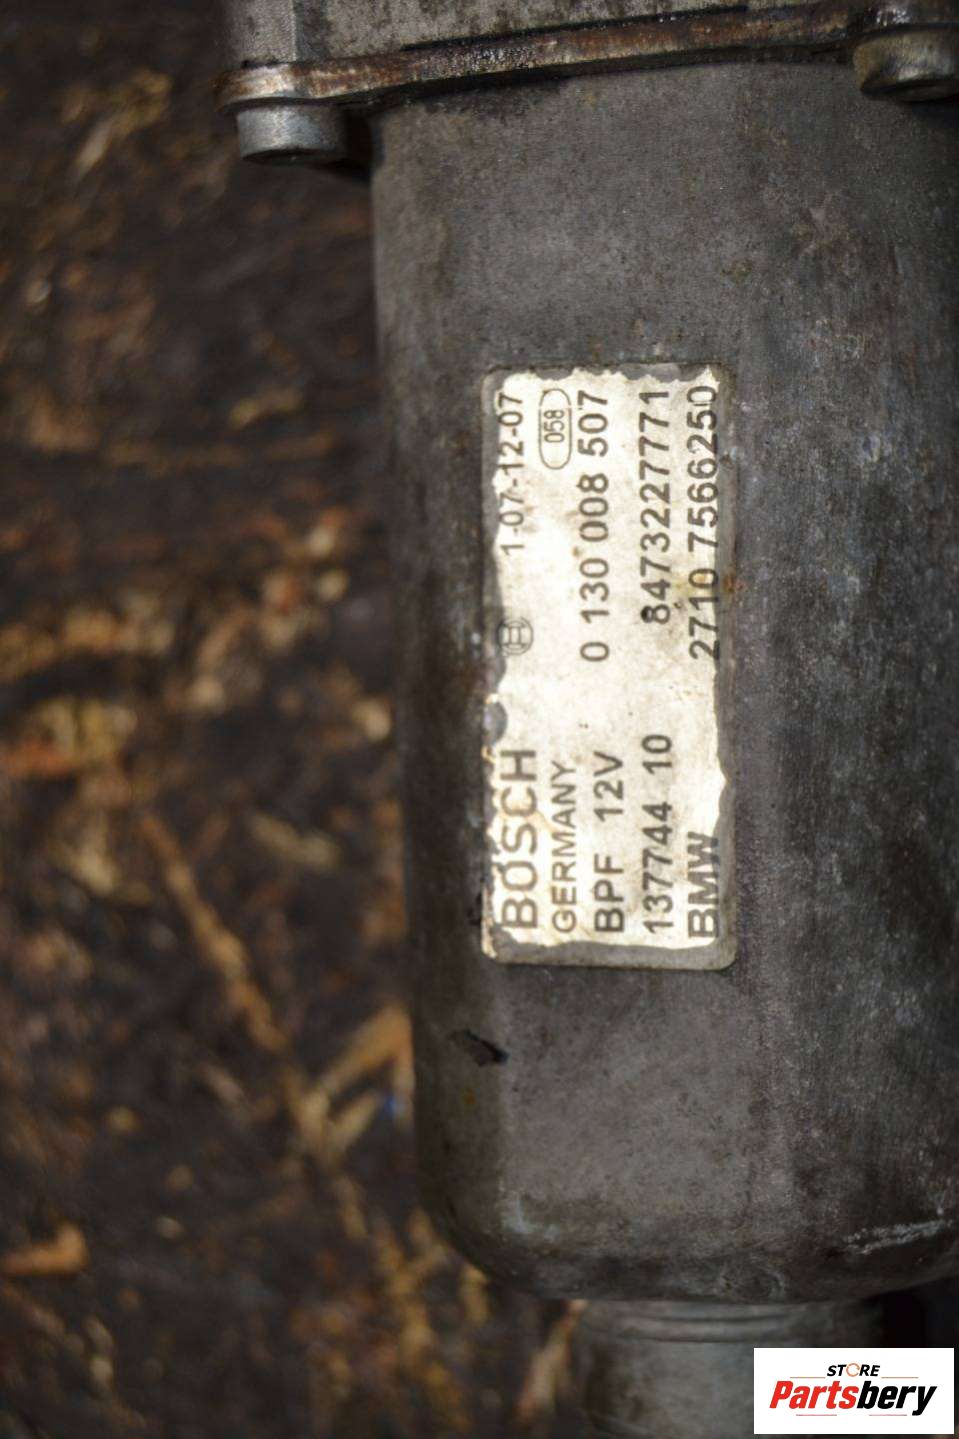 BOSCH 1-07-12-07
GERMANY 058
BPF 12V 0 130 008 507
137744 10 8473227771
BMW 2710 7566250
STORE
Partsbery